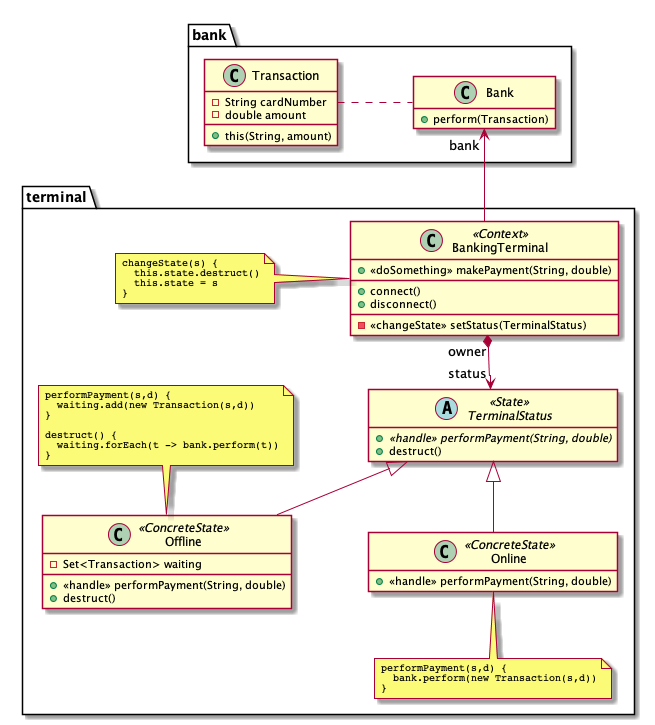 bank
C Transaction
String cardNumber
double amount
this(String, amount)
C Bank
perform(Transaction)
bank
terminal
«Context»
C BankingTerminal
«doSomething» makePayment(String, double)
connect()
disconnect()
«changeState» setStatus(TerminalStatus)
changeState(s) {
this.state.destruct()
this.state = s
}
owner
status
performPayment(s,d) {
waiting.add(new Transaction(s,d))
}
destruct() {
waiting.forEach(t -> bank.perform(t))
}
«State»
A TerminalStatus
«handle» performPayment(String, double)
destruct()
«ConcreteState»
C Offline
Set<Transaction> waiting
«handle» performPayment(String, double)
destruct()
«ConcreteState»
C Online
«handle» performPayment(String, double)
performPayment(s,d) {
bank.perform(new Transaction(s,d))
}